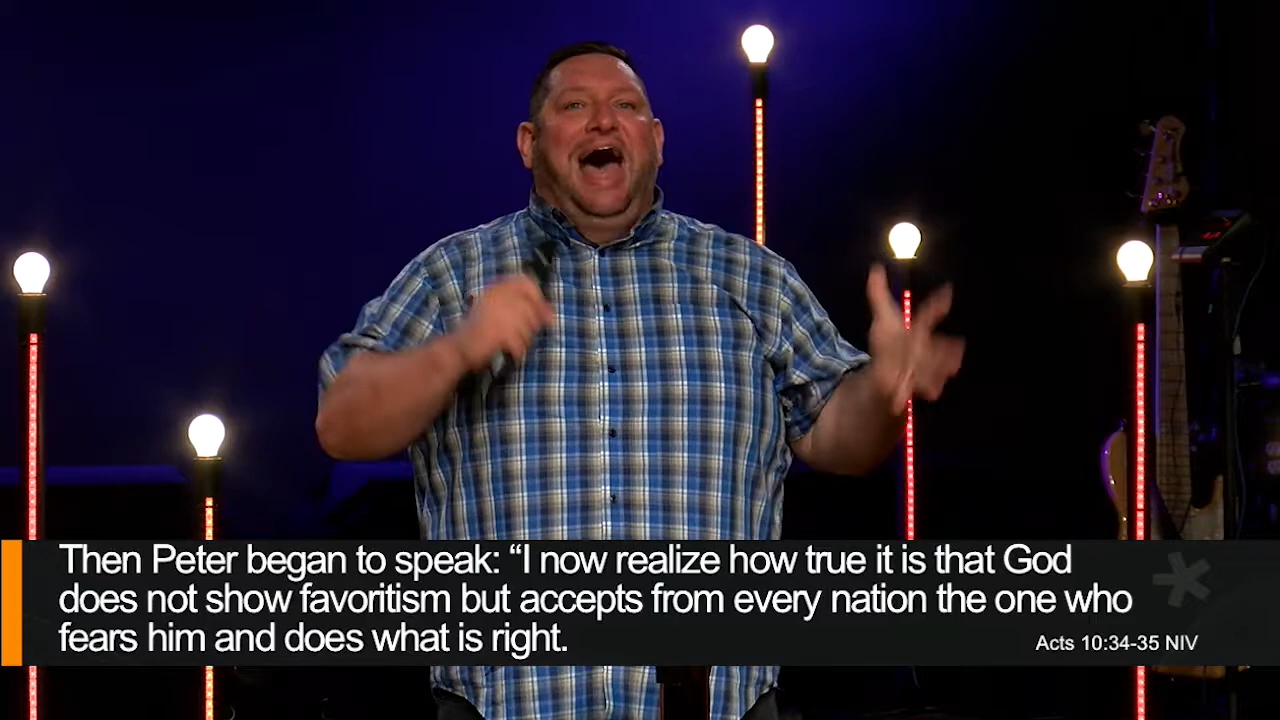 Then Peter began to speak: “I now realize how true it is that God
does not show favoritism but accepts from every nation the one who
fears him and does what is right.
Acts 10:34-35 NIV